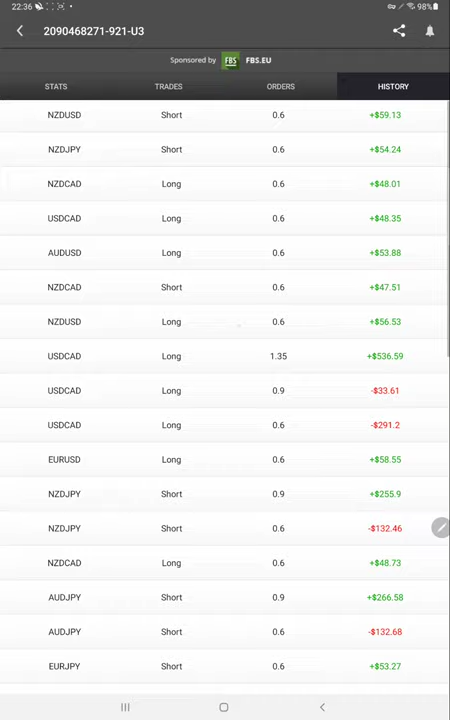 22:36 98%
2090468271-921-U3
Sponsored by FBS FBS.EU
STATS TRADES ORDERS HISTORY
NZDUSD Short 0.6 +$59.13
NZDJPY Short 0.6 +$54.24
NZDCAD Long 0.6 +$48.01
USDCAD Long 0.6 +$48.35
AUDUSD Long 0.6 +$53.88
NZDCAD Short 0.6 +$47.51
NZDUSD Long 0.6 +$56.53
USDCAD Long 1.35 +$536.59
USDCAD Long 0.9 -$33.61
USDCAD Long 0.6 -$291.2
EURUSD Long 0.6 +$58.55
NZDJPY Short 0.9 +$255.9
NZDJPY Short 0.6 -$132.46
NZDCAD Long 0.6 +$48.73
AUDJPY Short 0.9 +$266.58
AUDJPY Short 0.6 -$132.68
EURJPY Short 0.6 +$53.27